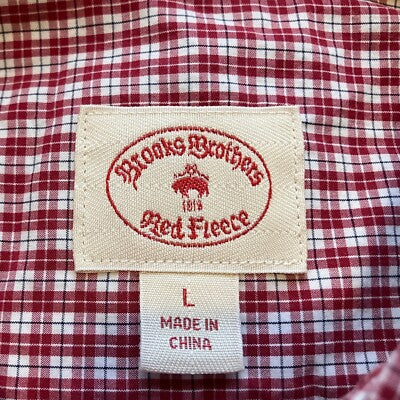 Brooks Brothers
1818
Red Fleece
L
MADE IN
CHINA